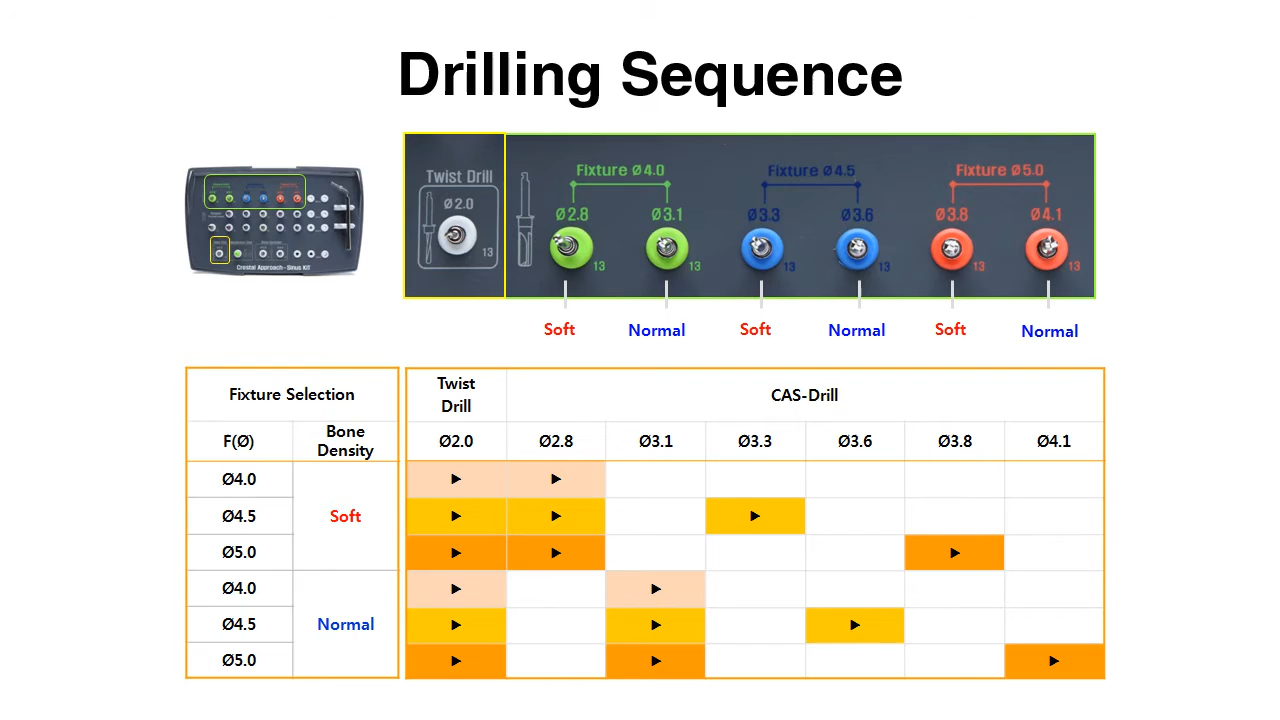 Drilling Sequence
Crestal Approach-Sinus KIT
Twist Drill
Ø2.0
13
Fixture Ø4.0
Ø2.8 Ø3.1
13 13
Fixture Ø4.5
Ø3.3 Ø3.6
13 13
Fixture Ø5.0
Ø3.8 Ø4.1
13 13
Soft Normal Soft Normal Soft Normal
Fixture Selection
Twist
Drill
CAS-Drill
F(Ø)
Bone
Density
Ø2.0 Ø2.8 Ø3.1 Ø3.3 Ø3.6 Ø3.8 Ø4.1
Ø4.0
Ø4.5 Soft
Ø5.0
Ø4.0
Ø4.5 Normal
Ø5.0